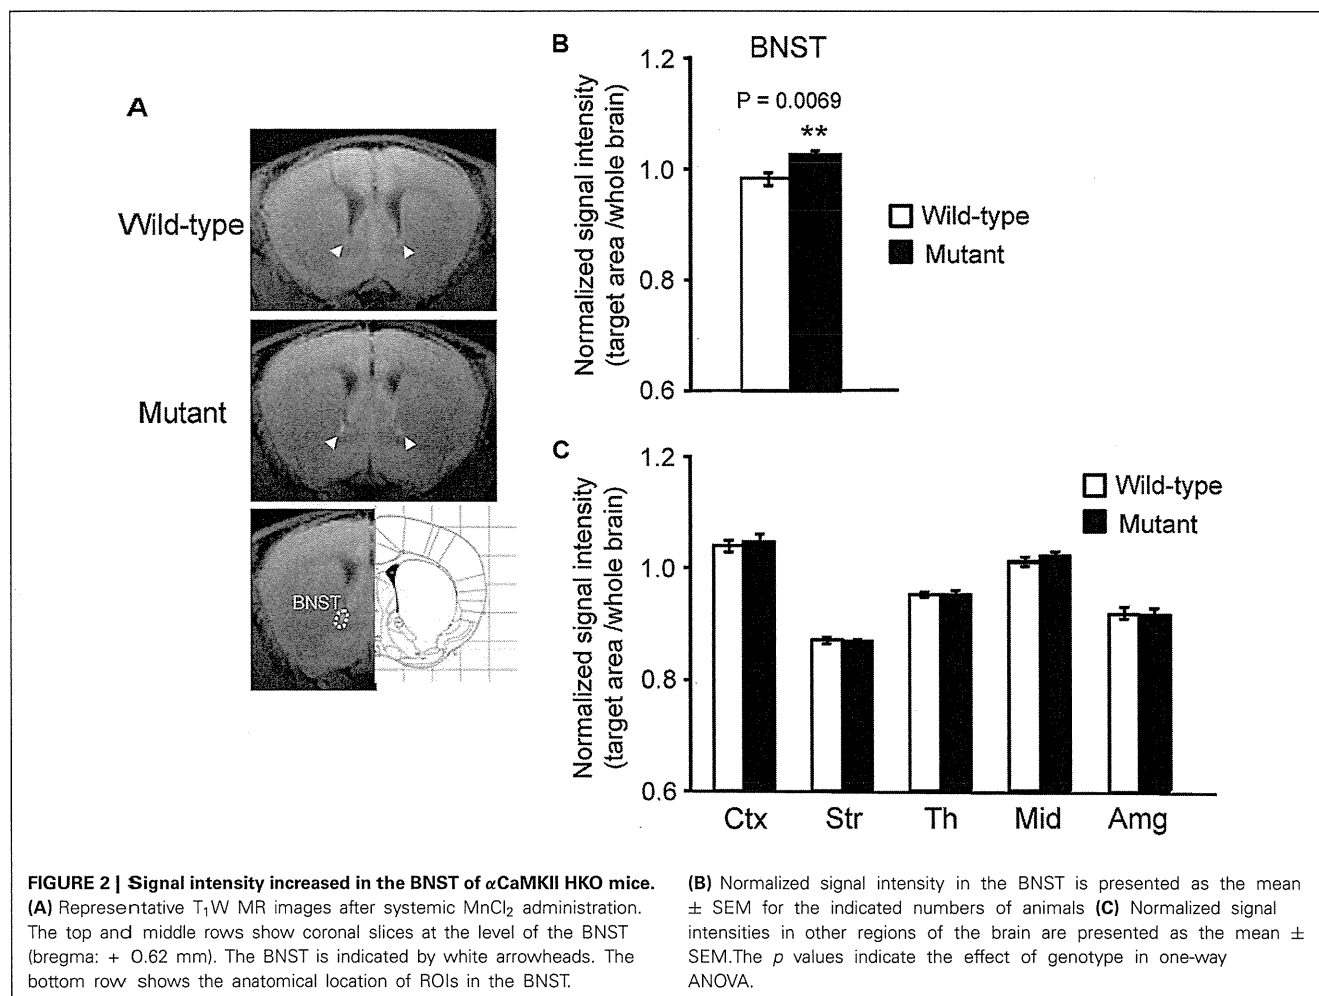 A
Wild-type
Mutant
BNST
B
BNST
1.2
1.0
0.8
0.6
Normalized signal intensity
(target area /whole brain)
P = 0.0069
**
Wild-type
Mutant
C
1.2
1.0
0.8
0.6
Normalized signal intensity
(target area /whole brain)
Wild-type
Mutant
Ctx Str Th Mid Amg
FIGURE 2 | Signal intensity increased in the BNST of αCaMKII HKO mice.
(A) Representative T₁W MR images after systemic MnCl₂ administration.
The top and middle rows show coronal slices at the level of the BNST
(bregma: + 0.62 mm). The BNST is indicated by white arrowheads. The
bottom row shows the anatomical location of ROIs in the BNST.
(B) Normalized signal intensity in the BNST is presented as the mean
± SEM for the indicated numbers of animals (C) Normalized signal
intensities in other regions of the brain are presented as the mean ±
SEM.The p values indicate the effect of genotype in one-way
ANOVA.